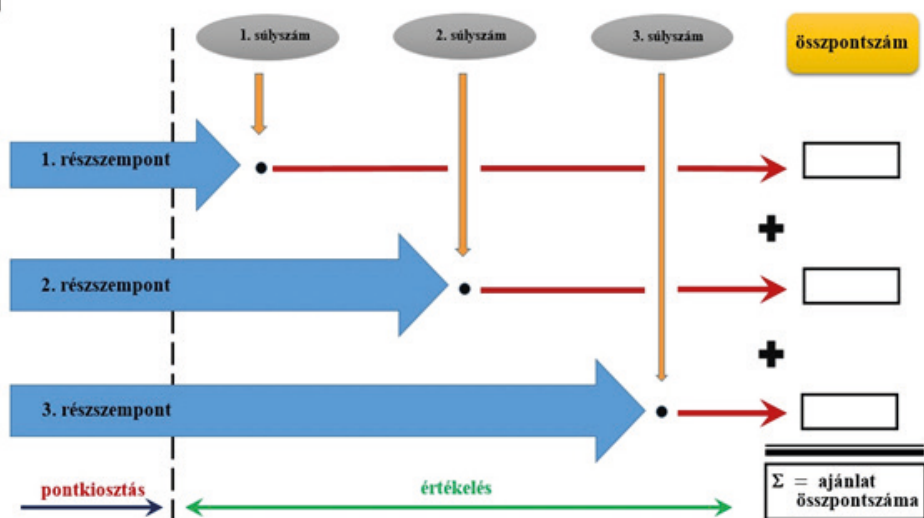 1. súlyszám
2. súlyszám
3. súlyszám
összpontszám
1. részszempont
2. részszempont
3. részszempont
pontkiosztás
értékelés
Σ = ajánlat
összpontszáma